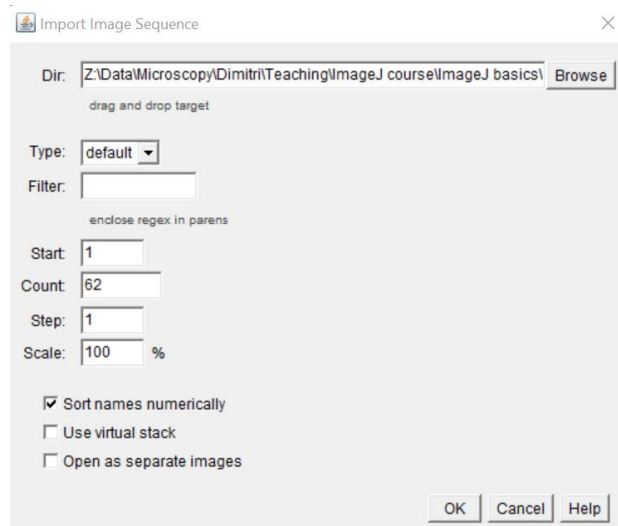 Import Image Sequence
Dir: Z:\Data\Microscopy\Dimitri\Teaching\ImageJ course\ImageJ basics\ Browse
drag and drop target
Type: default
Filter:
enclose regex in parens
Start: 1
Count: 62
Step: 1
Scale: 100 %
Sort names numerically
Use virtual stack
Open as separate images
OK Cancel Help